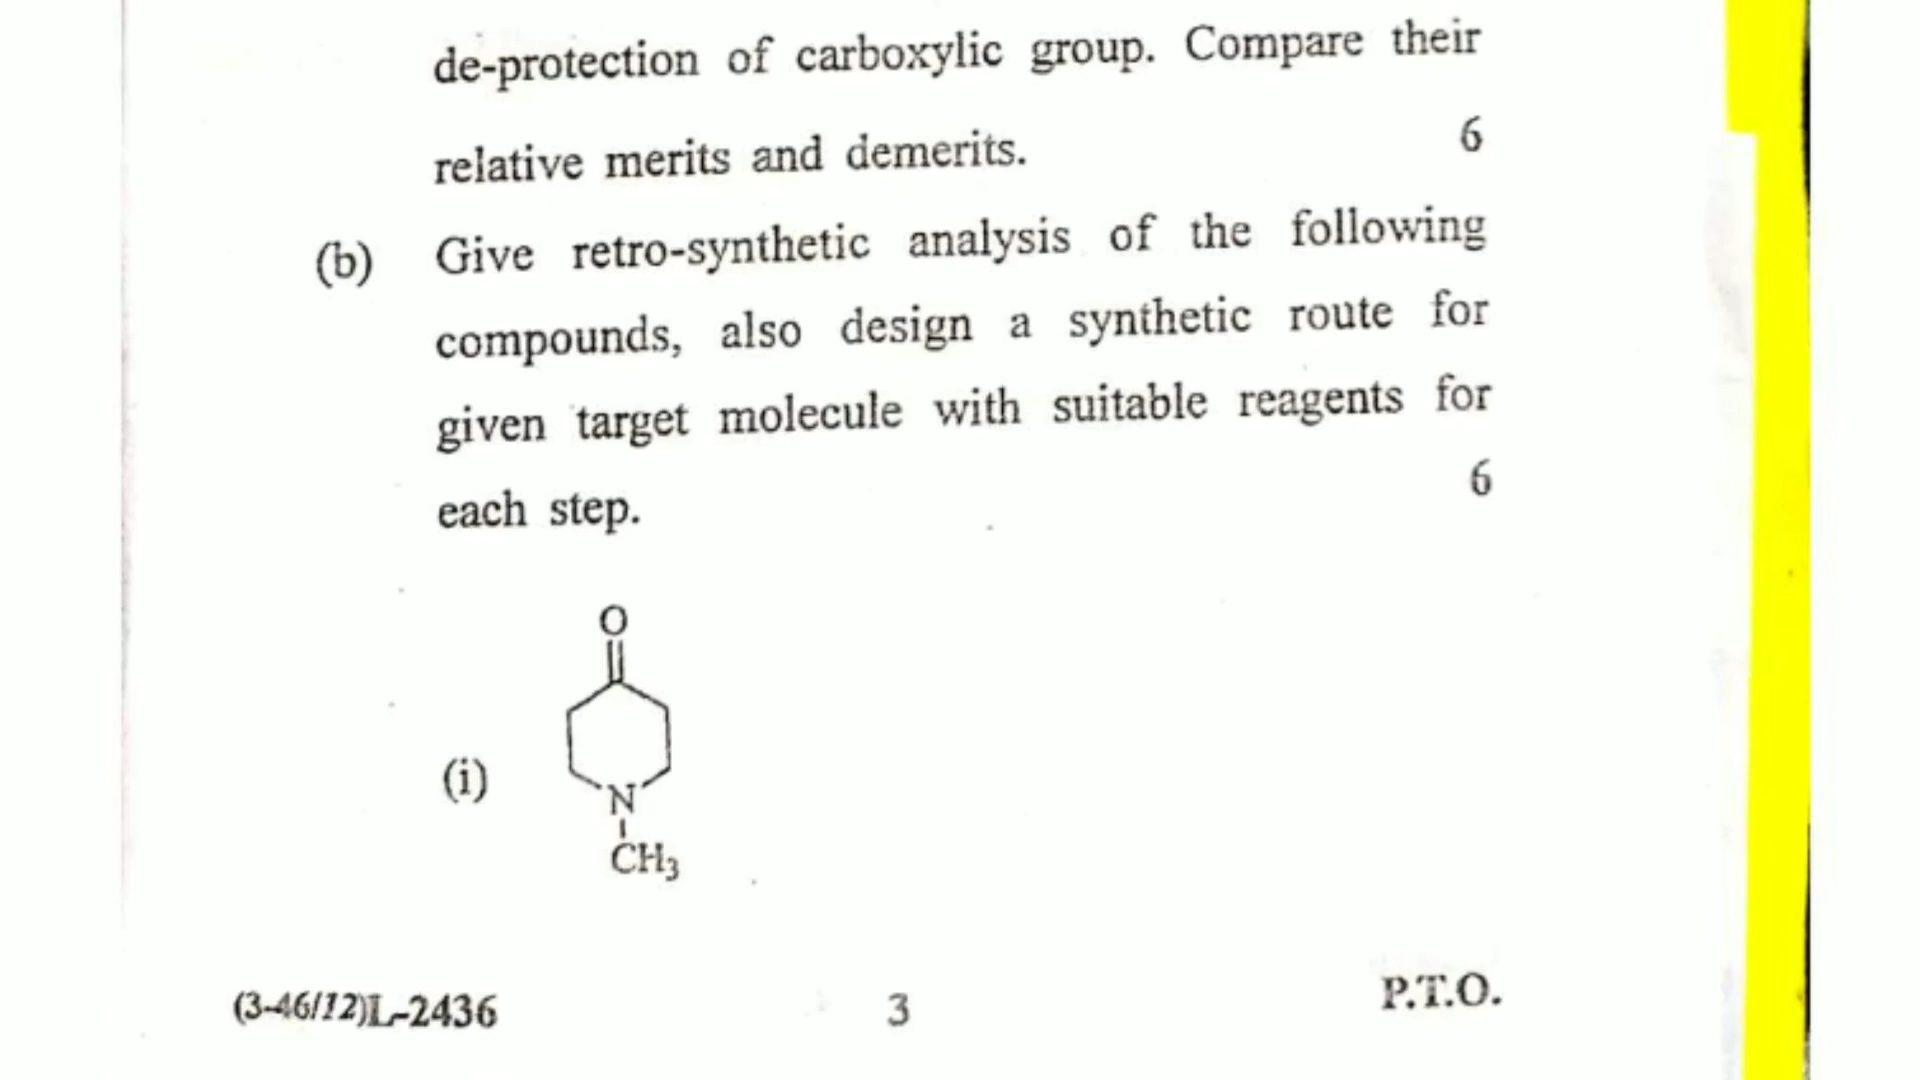 de-protection of carboxylic group. Compare their
relative merits and demerits. 6
(b) Give retro-synthetic analysis of the following
compounds, also design a synthetic route for
given target molecule with suitable reagents for
each step. 6
O
(i)
N
CH3
(3-46/12)L-2436 3 P.T.O.